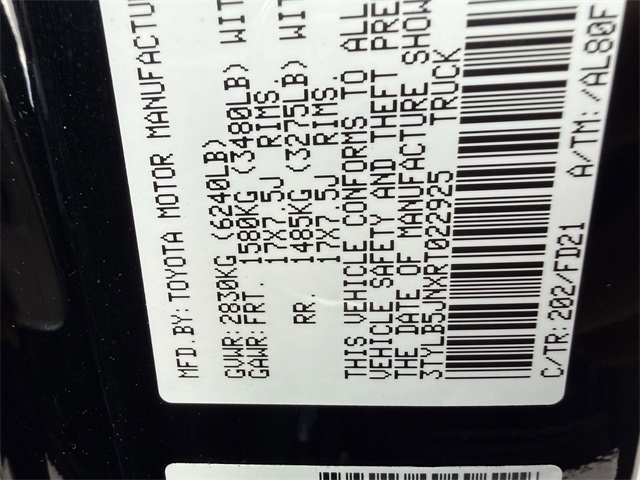 MFD.BY:TOYOTA MOTOR MANUFACTU
GVWR:2830KG (6240LB)
GAWR:FRT. 1580KG (3480LB) WIT
17X7.5J RIMS.
RR. 1485KG (3275LB) WI
17X7.5J RIMS.
THIS VEHICLE CONFORMS TO ALL
VEHICLE SAFETY AND THEFT PRE
THE DATE OF MANUFACTURE SHOW
3TYLB5JNXRT022925 TRUCK
C/TR:202/FD21 A/TM: /AL80F